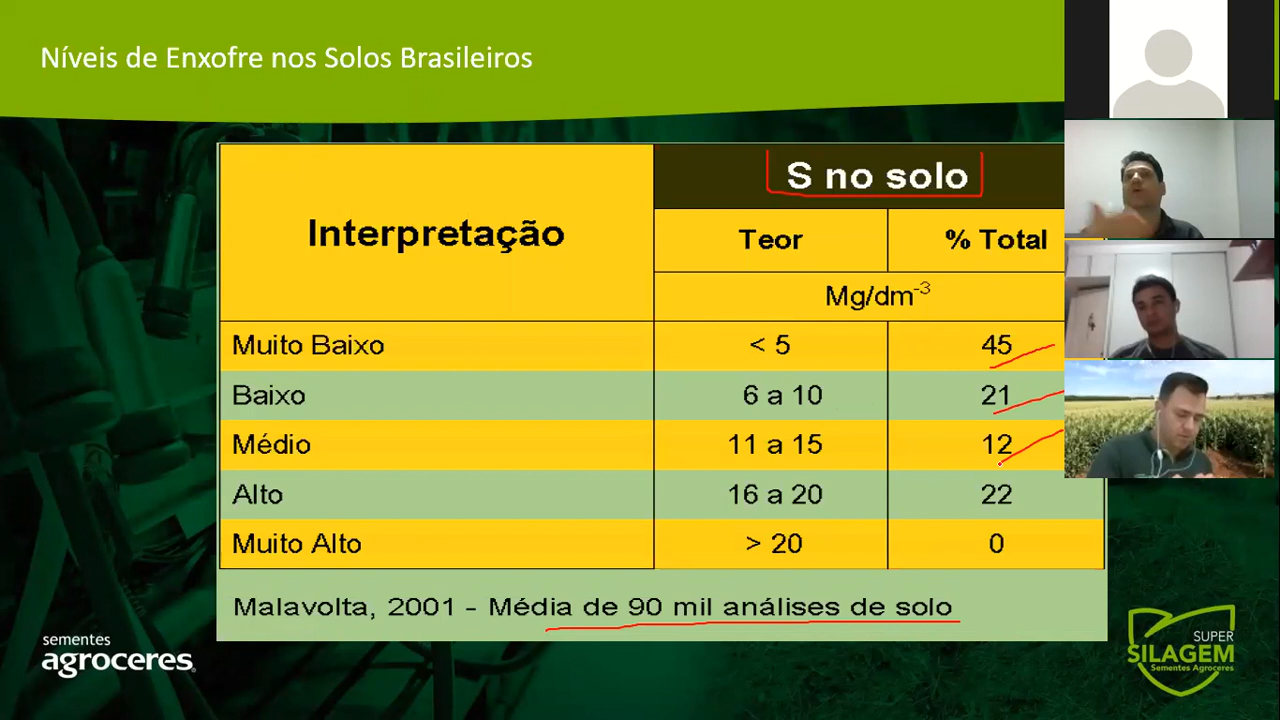 Níveis de Enxofre nos Solos Brasileiros
Interpretação
S no solo
Teor
% Total
Mg/dm-3
Muito Baixo < 5 45
Baixo 6 a 10 21
Médio 11 a 15 12
Alto 16 a 20 22
Muito Alto > 20 0
Malavolta, 2001 - Média de 90 mil análises de solo
sementes
agroceres
SUPER
SILAGEM
Sementes Agroceres